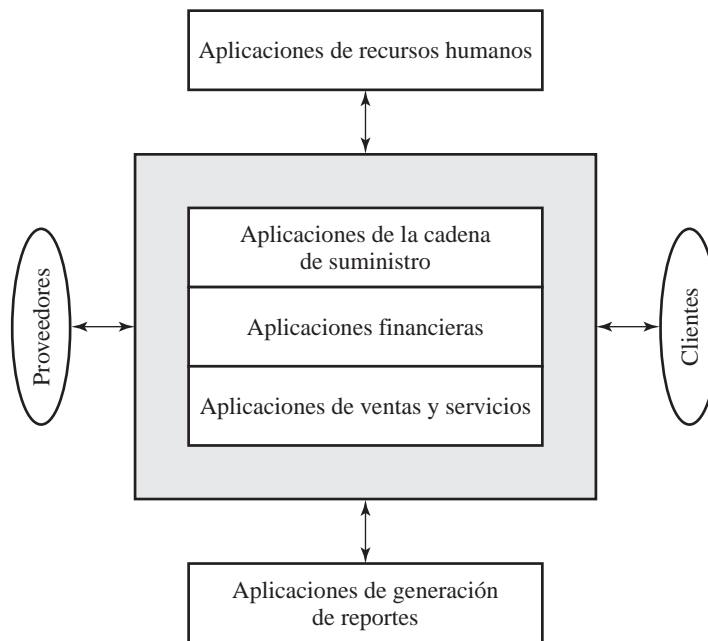 Aplicaciones de recursos humanos
Aplicaciones de la cadena
de suministro
Proveedores
Aplicaciones financieras
Clientes
Aplicaciones de ventas y servicios
Aplicaciones de generación
de reportes